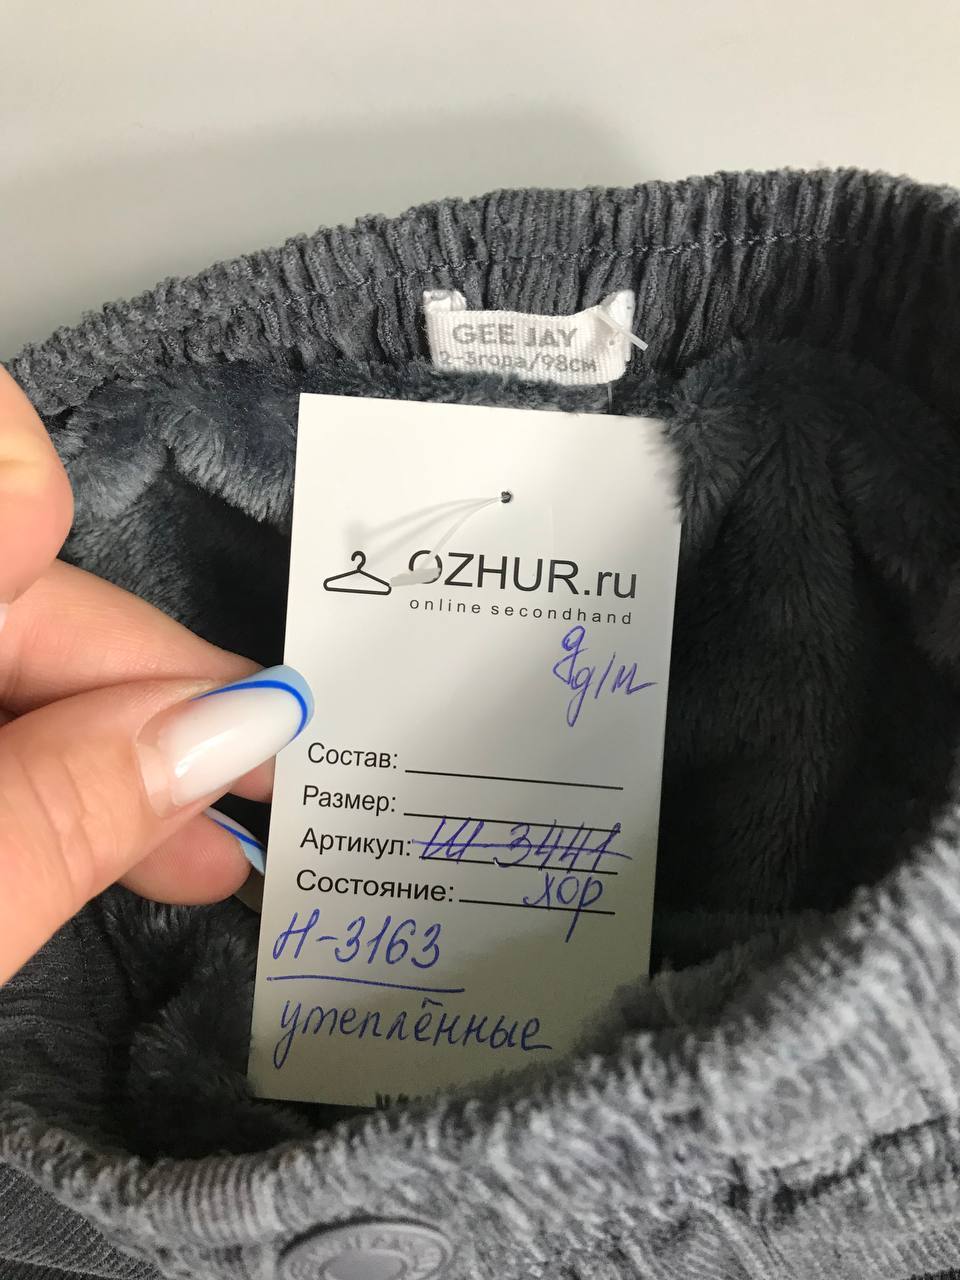 GEE JAY
2-3года/98см
OZHUR.ru
online secondhand
д/м
Состав:
Размер:
Артикул: Ш-3441
Состояние: хор
Н-3163
утеплённые